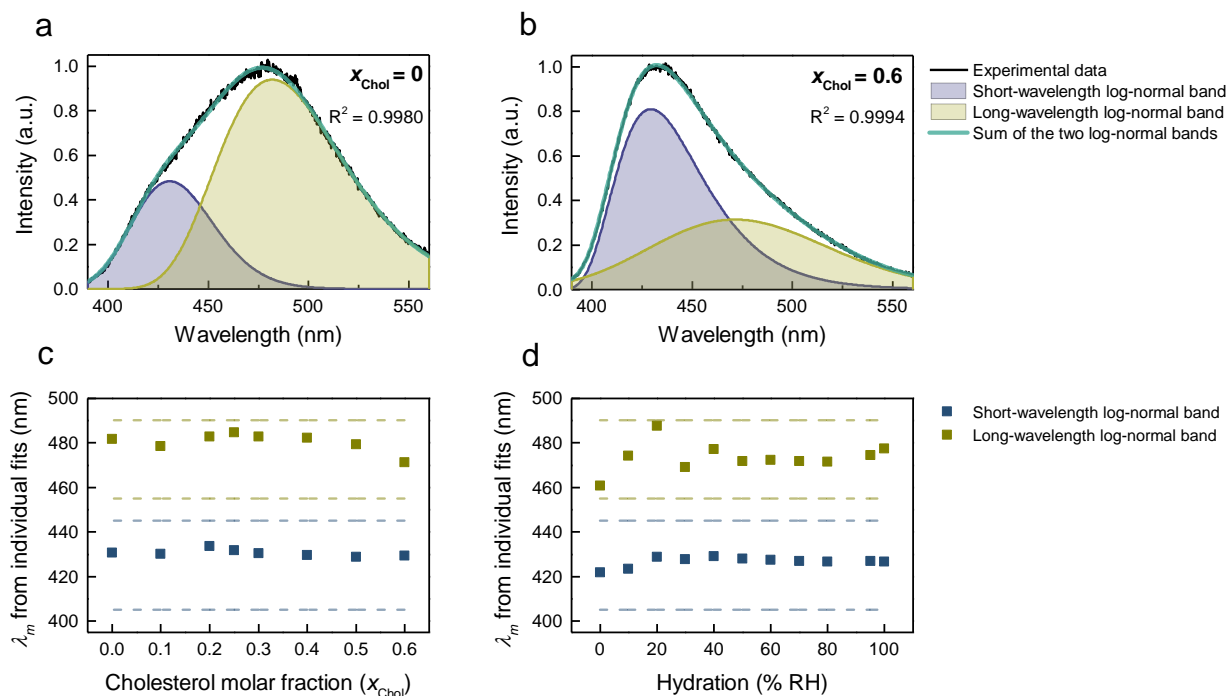 a
x_Chol = 0
R² = 0.9980
Intensity (a.u.)
1.0
0.8
0.6
0.4
0.2
0.0
400
450
500
550
Wavelength (nm)
b
x_Chol = 0.6
R² = 0.9994
Intensity (a.u.)
1.0
0.8
0.6
0.4
0.2
0.0
400
450
500
550
Wavelength (nm)
Experimental data
Short-wavelength log-normal band
Long-wavelength log-normal band
Sum of the two log-normal bands
c
λ_m from individual fits (nm)
500
480
460
440
420
400
0.0
0.1
0.2
0.3
0.4
0.5
0.6
Cholesterol molar fraction (x_Chol)
d
λ_m from individual fits (nm)
500
480
460
440
420
400
0
20
40
60
80
100
Hydration (% RH)
Short-wavelength log-normal band
Long-wavelength log-normal band